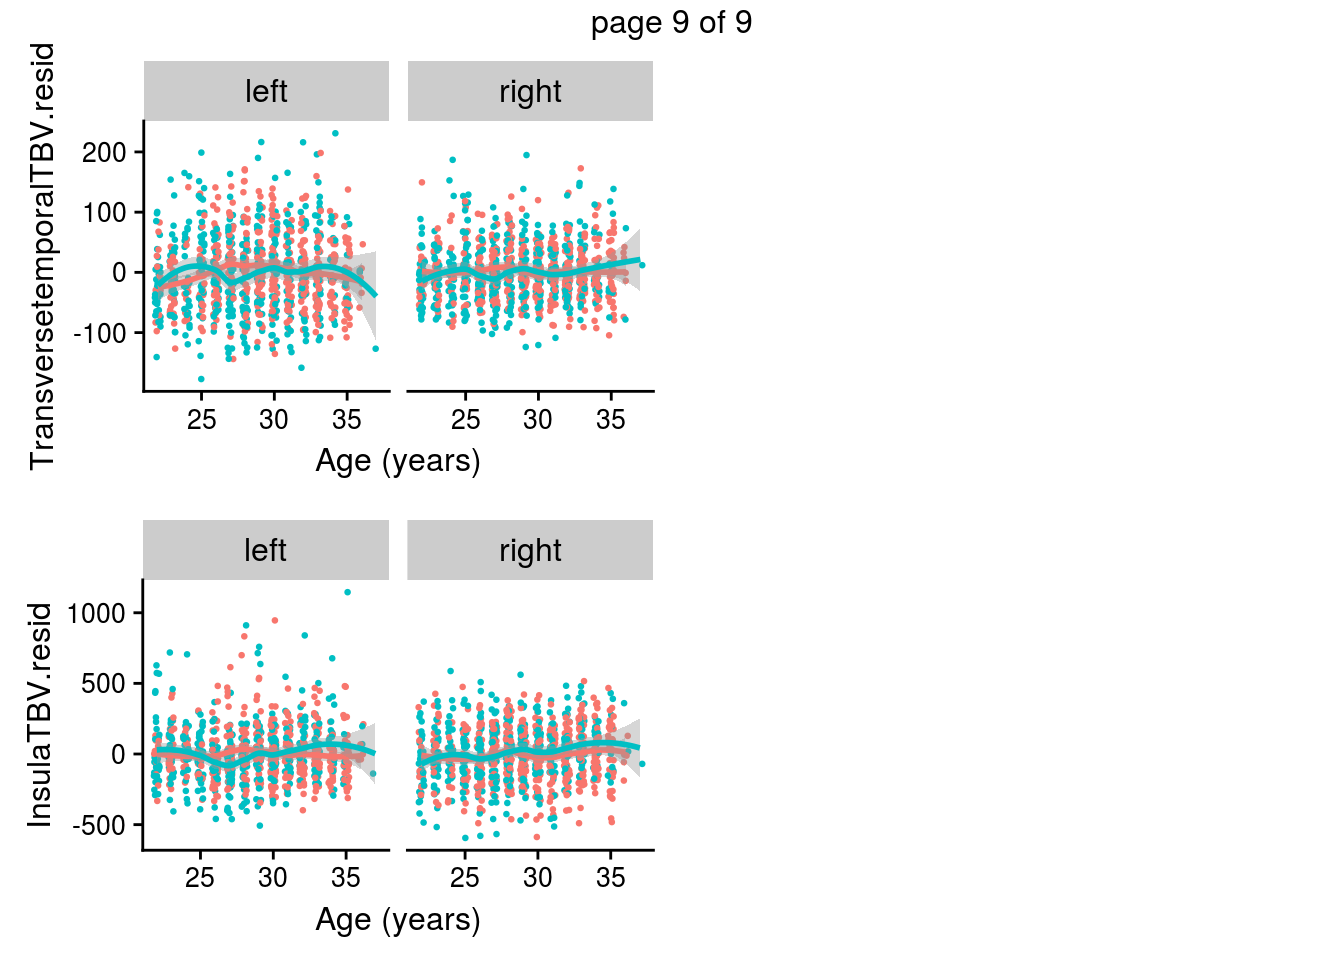 page 9 of 9
left right
TransversetemporalTBV.resid
200
100
0
-100
25 30 35 25 30 35
Age (years)
left right
InsulaTBV.resid
1000
500
0
-500
25 30 35 25 30 35
Age (years)